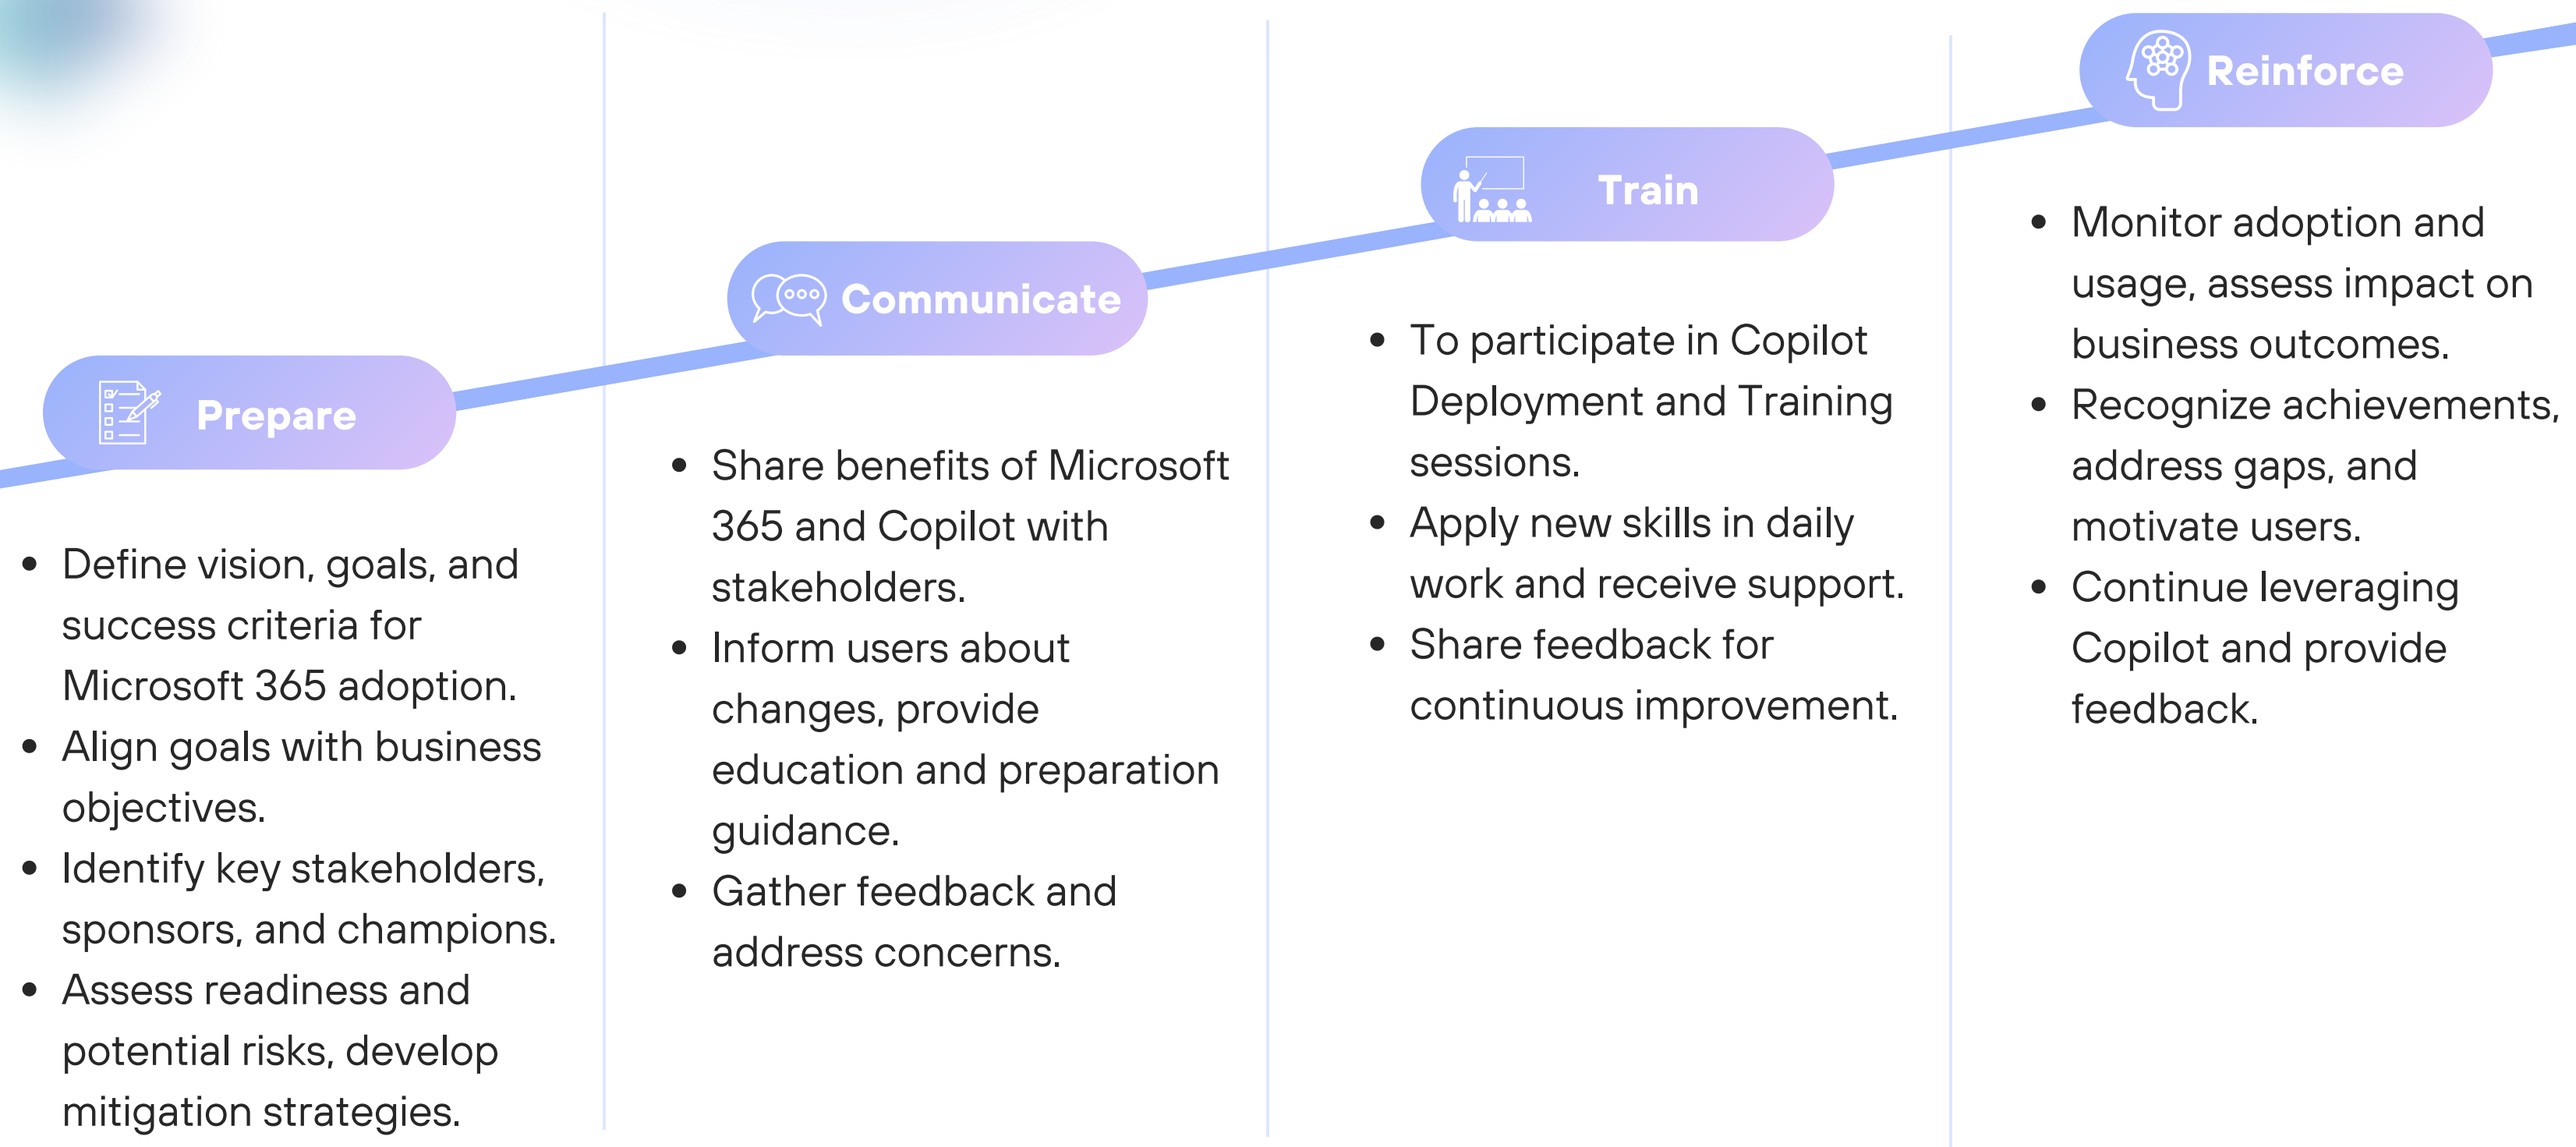 Prepare
• Define vision, goals, and
success criteria for
Microsoft 365 adoption.
• Align goals with business
objectives.
• Identify key stakeholders,
sponsors, and champions.
• Assess readiness and
potential risks, develop
mitigation strategies.
Communicate
• Share benefits of Microsoft
365 and Copilot with
stakeholders.
• Inform users about
changes, provide
education and preparation
guidance.
• Gather feedback and
address concerns.
Train
• To participate in Copilot
Deployment and Training
sessions.
• Apply new skills in daily
work and receive support.
• Share feedback for
continuous improvement.
Reinforce
• Monitor adoption and
usage, assess impact on
business outcomes.
• Recognize achievements,
address gaps, and
motivate users.
• Continue leveraging
Copilot and provide
feedback.